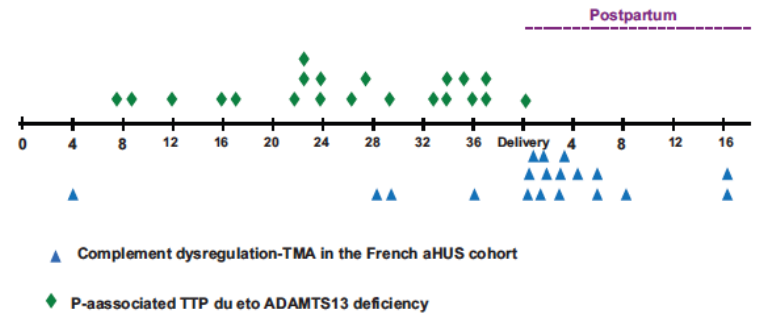 Postpartum
0 4 8 12 16 20 24 28 32 36 Delivery 4 8 12 16
Complement dysregulation-TMA in the French aHUS cohort
P-aassociated TTP du eto ADAMTS13 deficiency